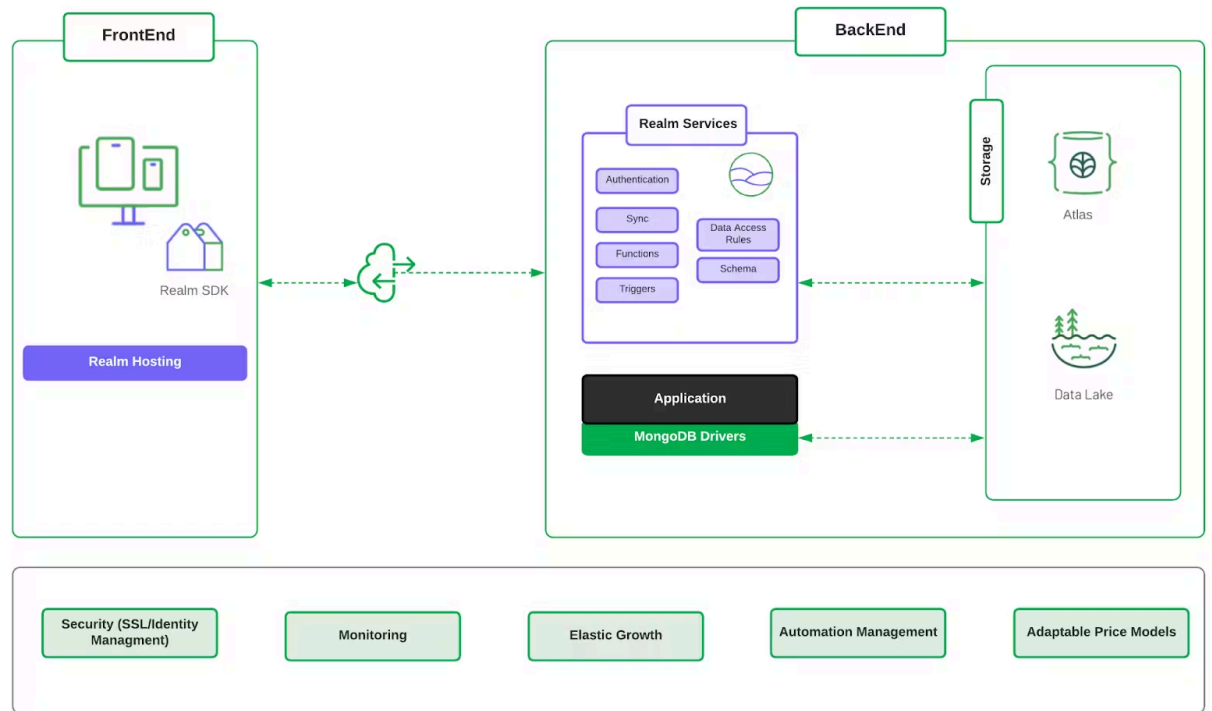 FrontEnd
BackEnd
Realm SDK
Realm Hosting
Realm Services
Authentication
Sync
Functions
Triggers
Data Access
Rules
Schema
Application
MongoDB Drivers
Storage
Atlas
Data Lake
Security (SSL/Identity
Managment)
Monitoring
Elastic Growth
Automation Management
Adaptable Price Models